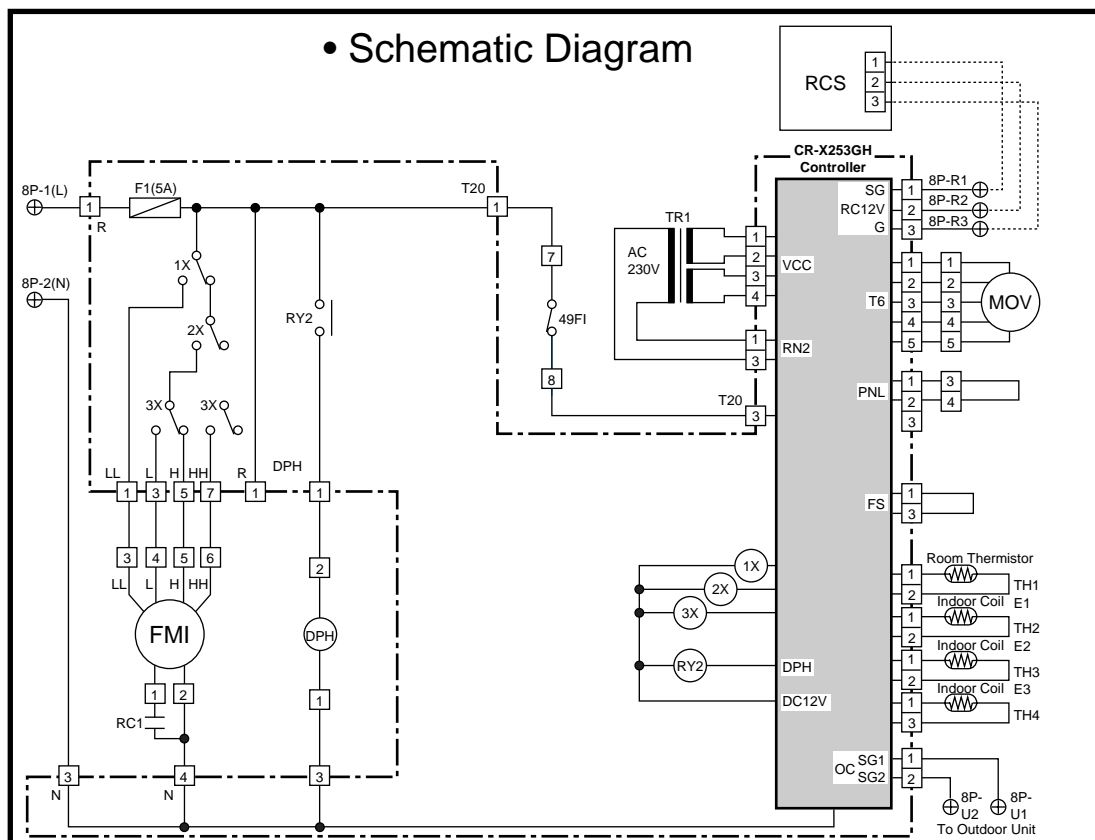 • Schematic Diagram
RCS
1
2
3
CR-X253GH
Controller
8P-1(L)
1
R
F1(5A)
T20
1
SG
1
8P-R1
RC12V
2
8P-R2
G
3
8P-R3
TR1
AC
230V
1
2
3
4
VCC
7
1X
8P-2(N)
RY2
49FI
2X
T6
1
2
3
4
5
1
2
3
4
5
MOV
1
3
RN2
8
T20
3
PNL
1
2
3
3
4
3X
3X
LL
L
H
HH
R
DPH
1
3
5
7
1
1
FS
1
3
3
4
5
6
2
LL
L
H
HH
FMI
DPH
1X
2X
3X
RY2
DPH
DC12V
Room Thermistor
1
2
TH1
Indoor Coil E1
1
2
TH2
Indoor Coil E2
1
2
TH3
Indoor Coil E3
1
3
TH4
1
2
1
RC1
3
4
3
N
N
OC
SG1
SG2
1
2
8P-
U2
8P-
U1
To Outdoor Unit